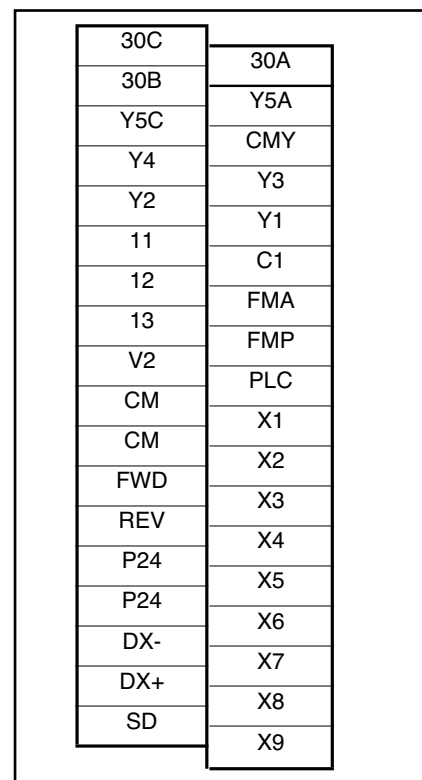 30C
30B
Y5C
Y4
Y2
11
12
13
V2
CM
CM
FWD
REV
P24
P24
DX-
DX+
SD
30A
Y5A
CMY
Y3
Y1
C1
FMA
FMP
PLC
X1
X2
X3
X4
X5
X6
X7
X8
X9